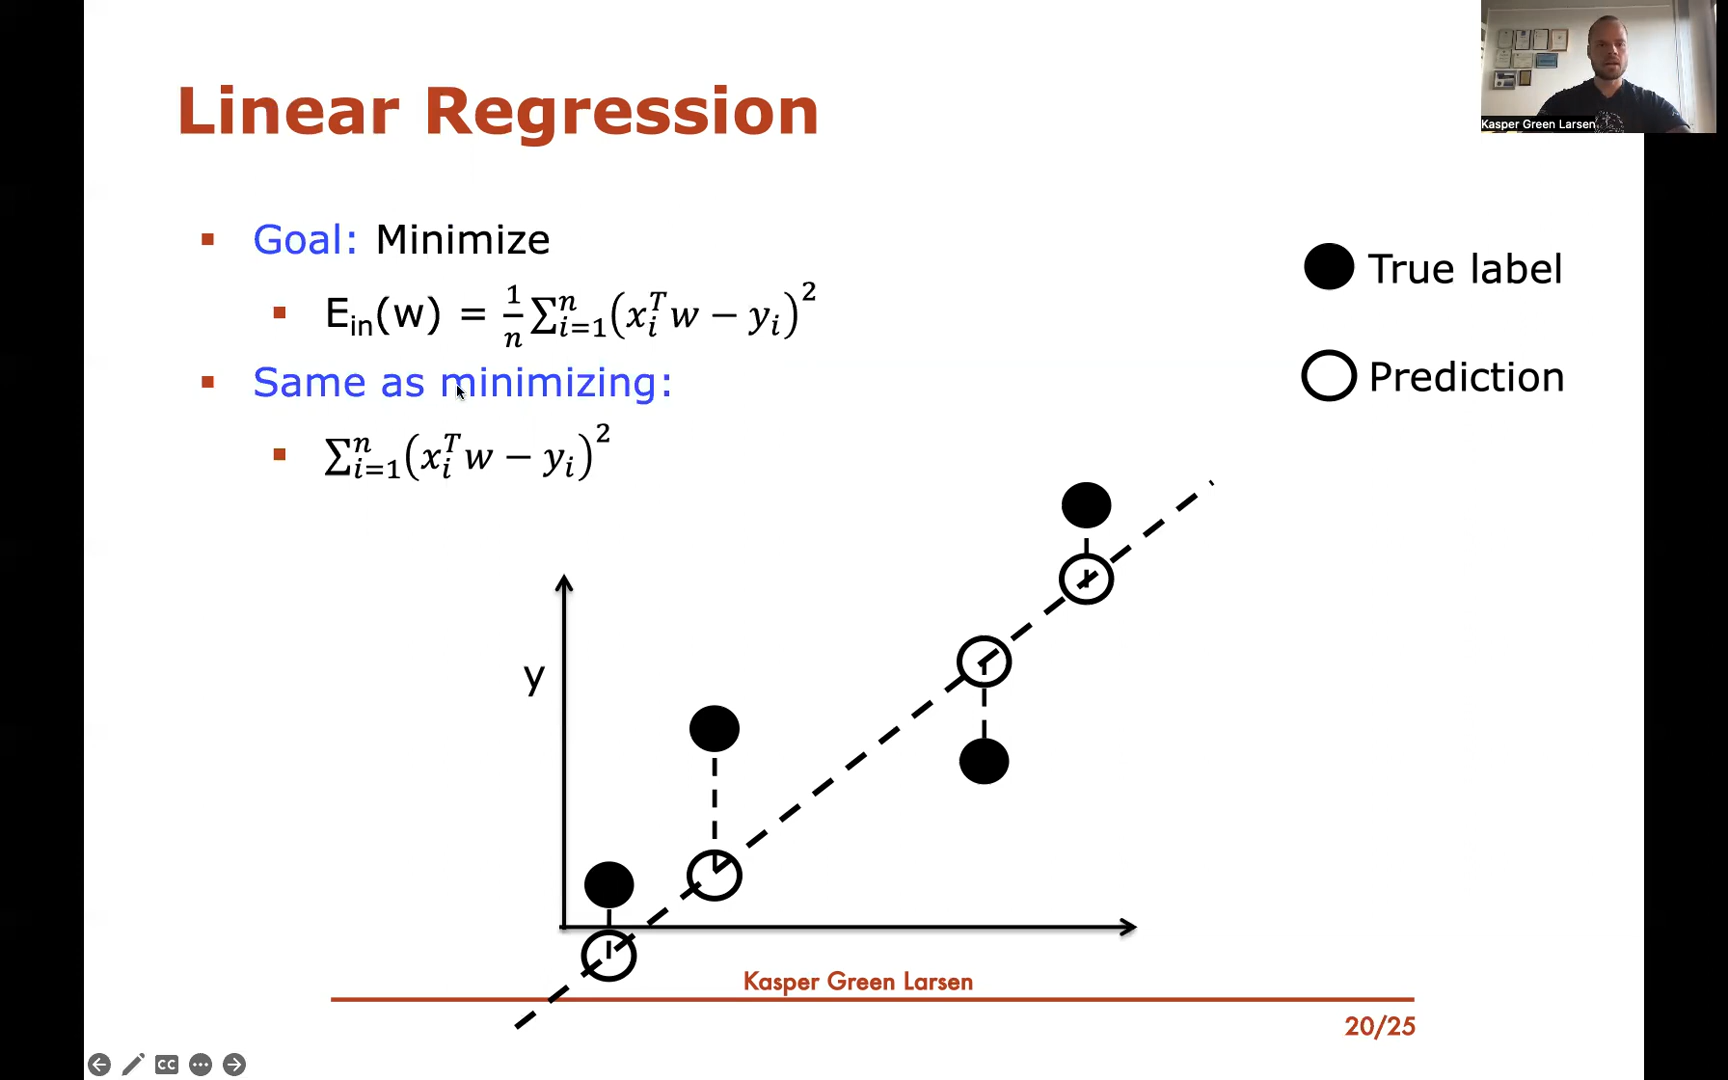 Kasper Green Larsen
Linear Regression
▪ Goal: Minimize
▪ E_in(w) = 1/n ∑_{i=1}^{n} (x_i^T w − y_i)^2
▪ Same as minimizing:
▪ ∑_{i=1}^{n} (x_i^T w − y_i)^2
True label
Prediction
y
Kasper Green Larsen
20/25
CC